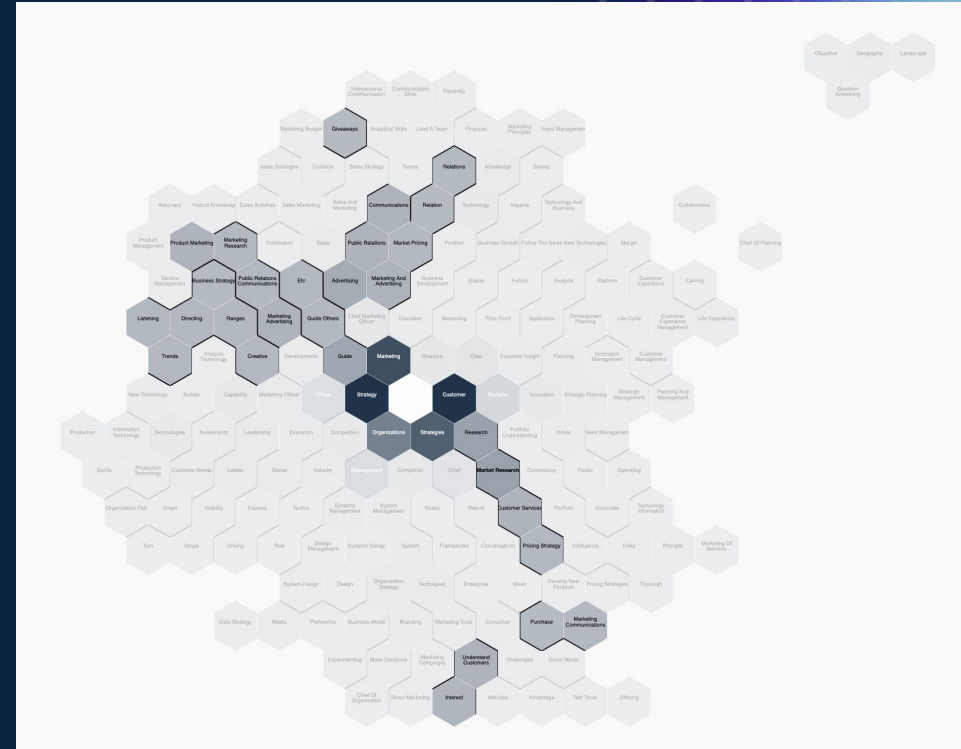 Objective Geography Landscape
Interpersonal
Communication
Communication
Skills
Flexibility
Question
Answering
Marketing Budget Giveaways Analytical Skills Lead A Team Finances
Marketing
Principles
Brand Managemen
Sales Strategies Contests Sales Strategy Teams Relations Knowledge Survey
Advocacy Product Knowledge Sales Activities Sales Marketing
Sales And
Marketing
Communications Relation Technology Impacts
Technology And
Business
Collaboration
Product
Management
Product Marketing
Marketing
Research
Distribution Sales Public Relations Market Pricing Position Business Growth Follow The News New Technologies Margin Chief Of Planning
Service
Management
Business Strategy
Public Relations
Communications
Etc Advertising
Marketing And
Advertising
Business
Development
Shares Future Analysis Platform
Customer
Experience
Canving
Listening Directing Ranges
Marketing
Advertising
Guide Others
Chief Marketing
Officer
Education Measuring Time Point Application
Development
Planning
Life Cycle
Customer
Experience
Management
Life Experience
Trends
Analysis
Technology
Creative Developments Guide Marketing Measure Data Customer Insight Planning
Innovation
Management
Customer
Management
New Technology Builder Capability Marketing Officer Officer Strategy Customer Business Innovation Strategic Planning
Strategic
Management
Planning And
Management
Production
Information
Technology
Technologies Investments Leadership Execution Competition Organizations Strategies Research
Portfolio
Understanding
Driver Talent Managemen
Spirits
Production
Technology
Customer Needs Leader Global Industry Management Competitor Chief Market Research Consistency Factor Operating
Organization Part Smart Visibility Express Tactics
Systems
Management
System
Management
Roses Report Customer Services Portfolio Corporate
Technology
Information
Turn Scope Driving Risk
Design
Management
Systems Design System Frameworks Conversations Pricing Strategy Intelligence Deep Principle
Marketing Of
Services
System Design Design
Organization
Strategy
Techniques Enterprise Mean
Develop New
Products
Pricing Strategies Thorough
Data Strategy Media Preference Business Model Branding Marketing Tools Consumer Purchase
Marketing
Communications
Experimenting Make Decisions
Marketing
Campaigns
Understand
Customers
Challenges Social Media
Chief Of
Organization
Direct Marketing Interest Attitudes Advantage Test Tools Offering